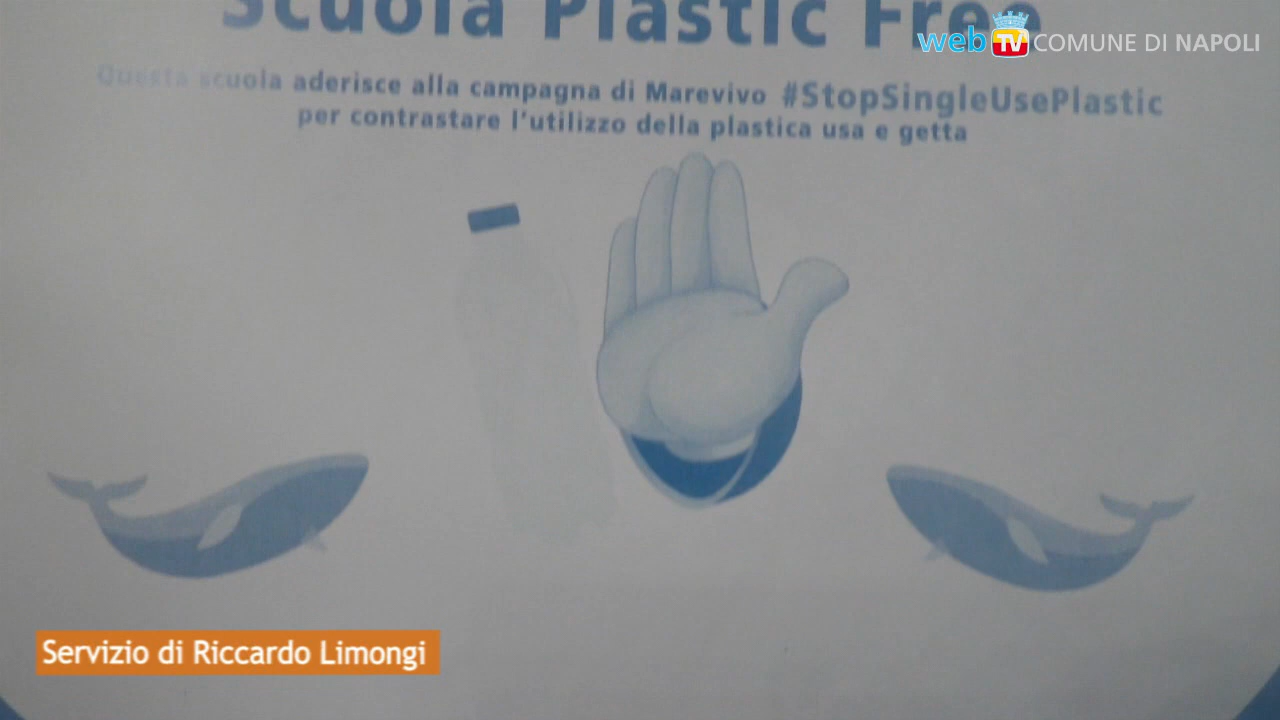 Scuola Plastic Free
web TV COMUNE DI NAPOLI
Questa scuola aderisce alla campagna di Marevivo #StopSingleUsePlastic
per contrastare l'utilizzo della plastica usa e getta
Servizio di Riccardo Limongi